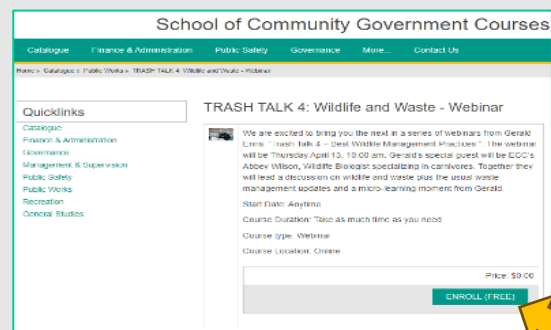 School of Community Government Courses
Catalogue Finance & Administration Public Safety Governance More... Contact Us
Home » Catalogue » Public Works » TRASH TALK 4: Wildlife and Waste - Webinar
Quicklinks
Catalogue
Finance & Administration
Governance
Management & Supervision
Public Safety
Public Works
Recreation
General Studies
TRASH TALK 4: Wildlife and Waste - Webinar
We are excited to bring you the next in a series of webinars from Gerald
"Trash Talk 4 – Best Wildlife Management Practices". The webinar
will be Thursday April 13, 10:00 am. Gerald's special guest will be ECC's
Abbey Wilson, Wildlife Biologist specializing in carnivores. Together they
will lead a discussion on wildlife and waste plus the usual waste
management updates and a micro-learning moment from Gerald.
Start Date: Anytime
Course Duration: Take as much time as you need
Course type: Webinar
Course Location: Online
Price: $0.00
ENROLL (FREE)